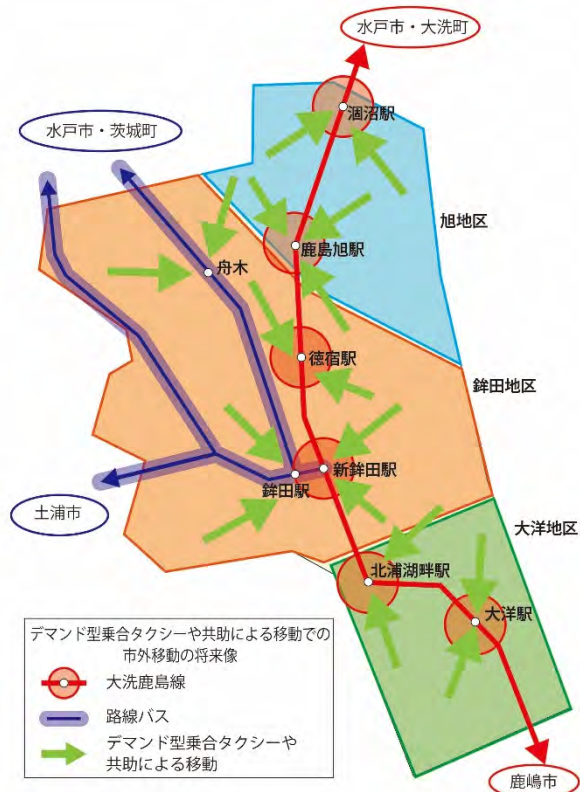 水戸市・大洗町
涸沼駅
水戸市・茨城町
旭地区
鹿島旭駅
舟木
徳宿駅
鉾田地区
新鉾田駅
鉾田駅
土浦市
大洋地区
北浦湖畔駅
大洋駅
デマンド型乗合タクシーや共助による移動での
市外移動の将来像
大洗鹿島線
路線バス
デマンド型乗合タクシーや
共助による移動
鹿嶋市